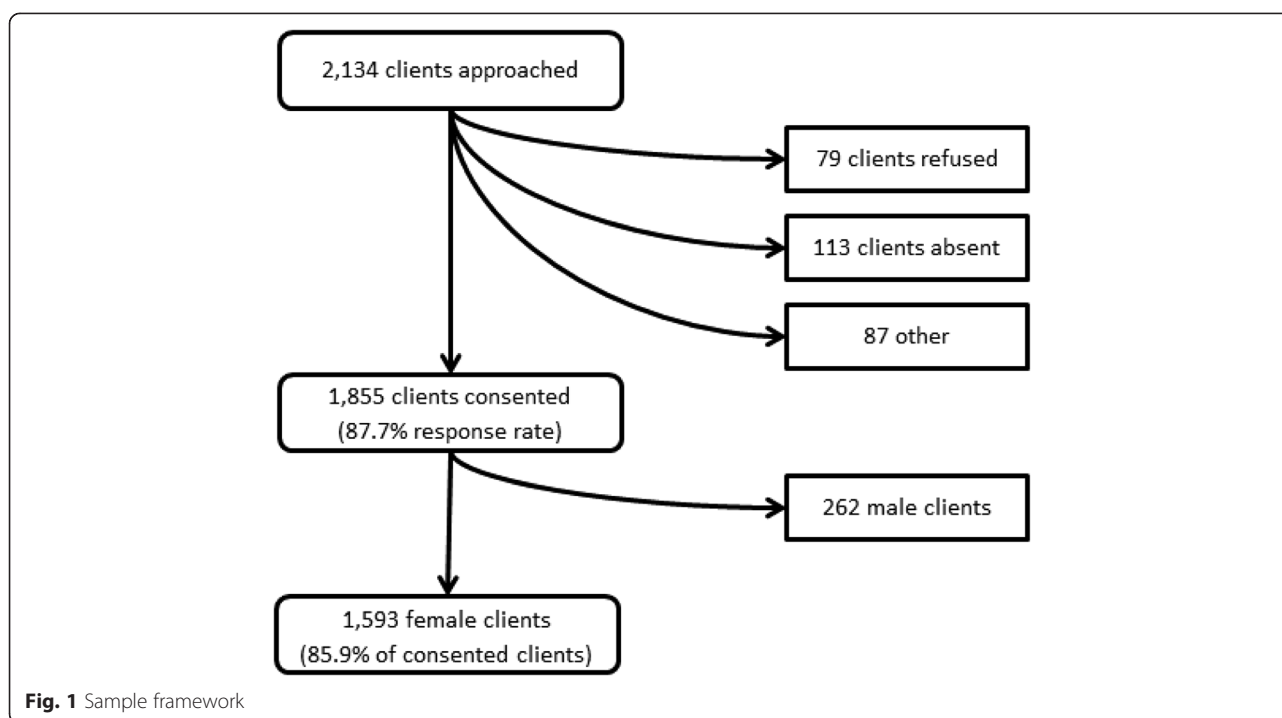 2,134 clients approached
79 clients refused
113 clients absent
87 other
1,855 clients consented
(87.7% response rate)
262 male clients
1,593 female clients
(85.9% of consented clients)
Fig. 1 Sample framework